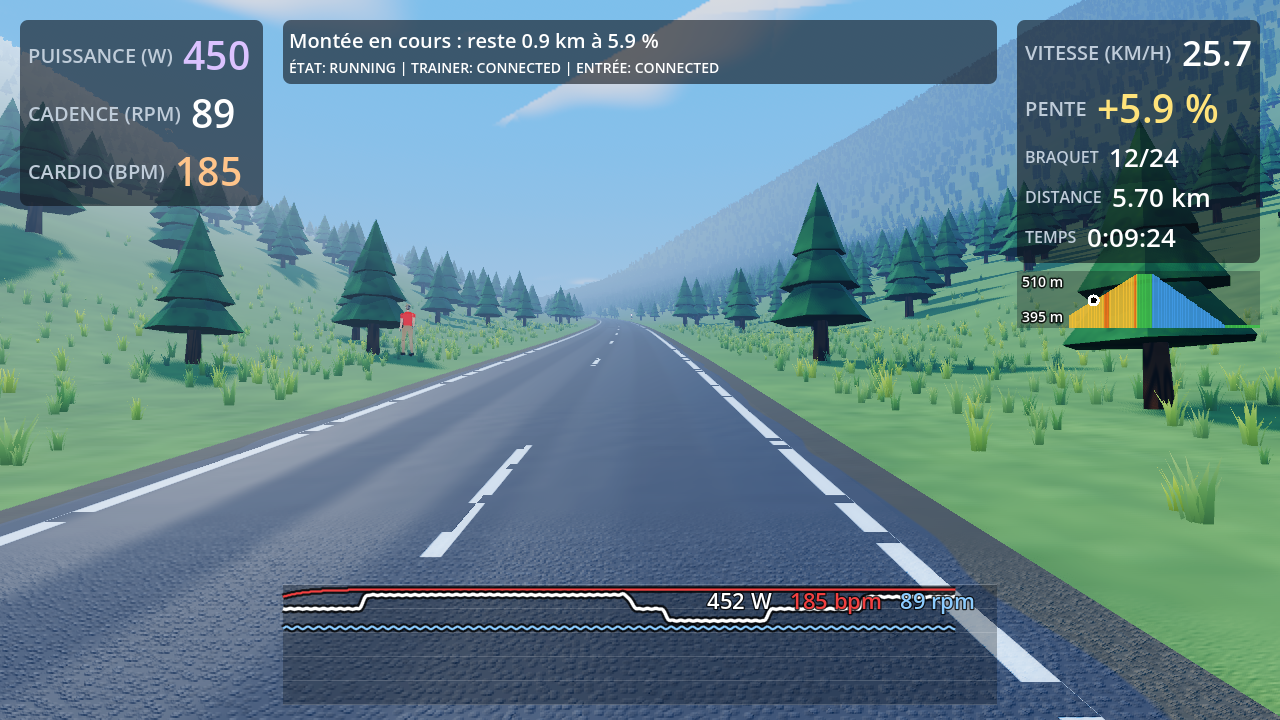 PUISSANCE (W) 450
CADENCE (RPM) 89
CARDIO (BPM) 185
Montée en cours : reste 0.9 km à 5.9 %
ÉTAT: RUNNING | TRAINER: CONNECTED | ENTRÉE: CONNECTED
VITESSE (KM/H) 25.7
PENTE +5.9 %
BRAQUET 12/24
DISTANCE 5.70 km
TEMPS 0:09:24
510 m
395 m
452 W 185 bpm 89 rpm